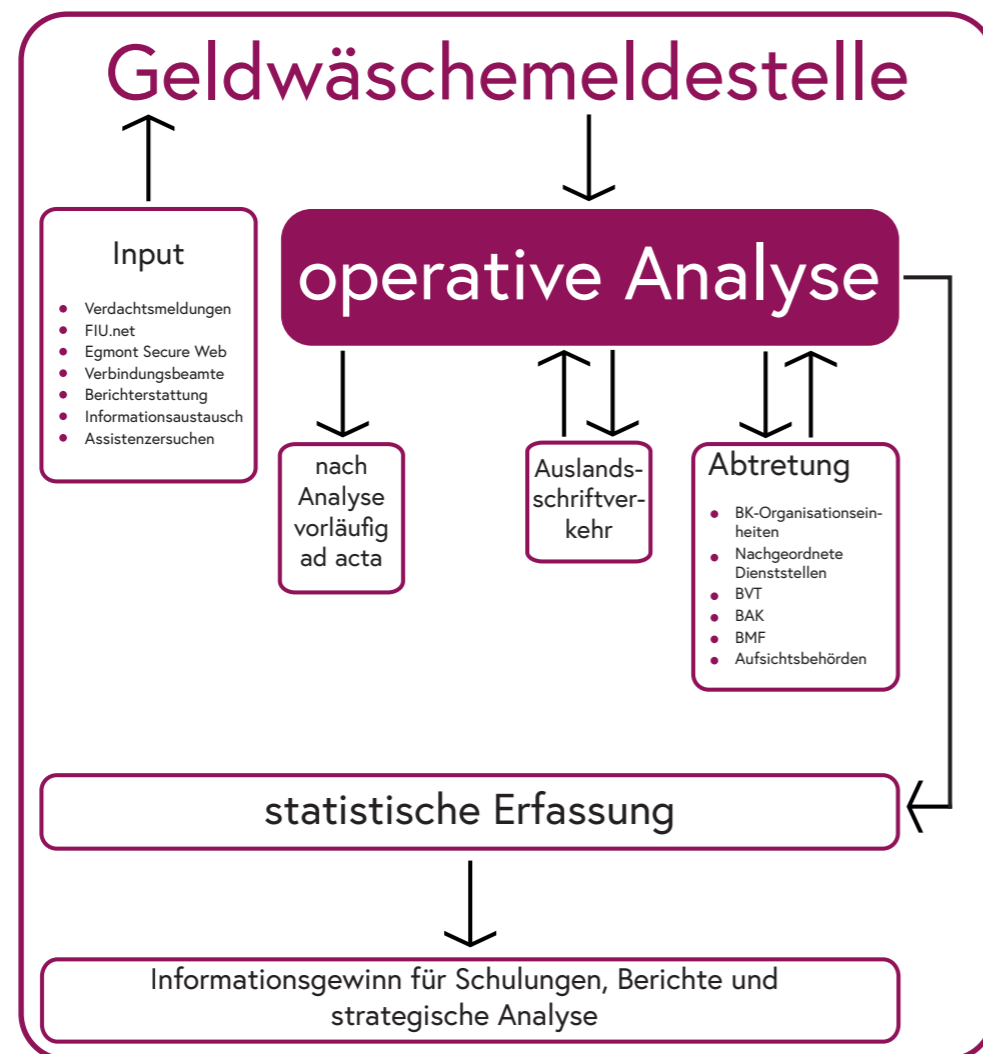 Geldwäschemeldestelle
Input
Verdachtsmeldungen
FIU.net
Egmont Secure Web
Verbindungsbeamte
Berichterstattung
Informationsaustausch
Assistenzersuchen
operative Analyse
nach
Analyse
vorläufig
ad acta
Auslands-
schriftver-
kehr
Abtretung
BK-Organisationsein-
heiten
Nachgeordnete
Dienststellen
BVT
BAK
BMF
Aufsichtsbehörden
statistische Erfassung
Informationsgewinn für Schulungen, Berichte und
strategische Analyse